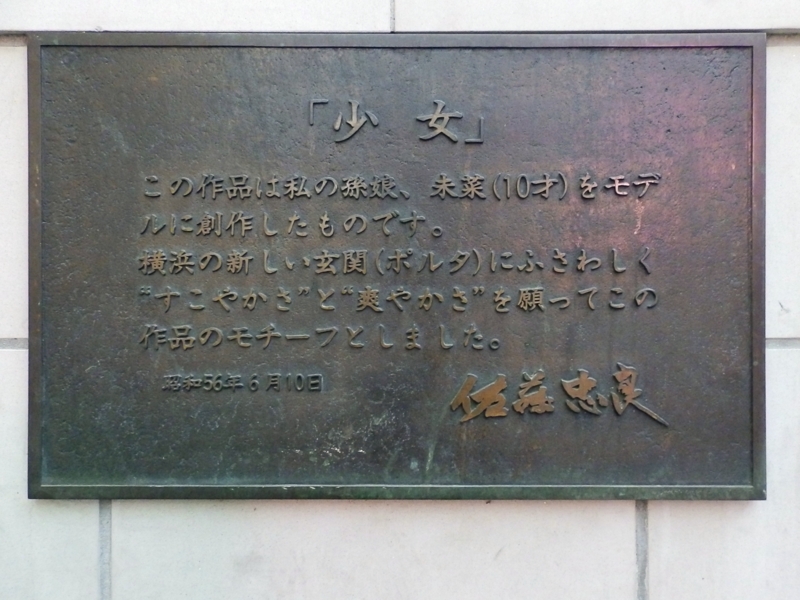 「少女」
この作品は私の孫娘、未菜(10才)をモデ
ルに創作したものです。
横浜の新しい玄関(ポルタ)にふさわしく
“すこやかさ”と“爽やかさ”を願ってこの
作品のモチーフとしました。
昭和56年6月10日
佐藤忠良